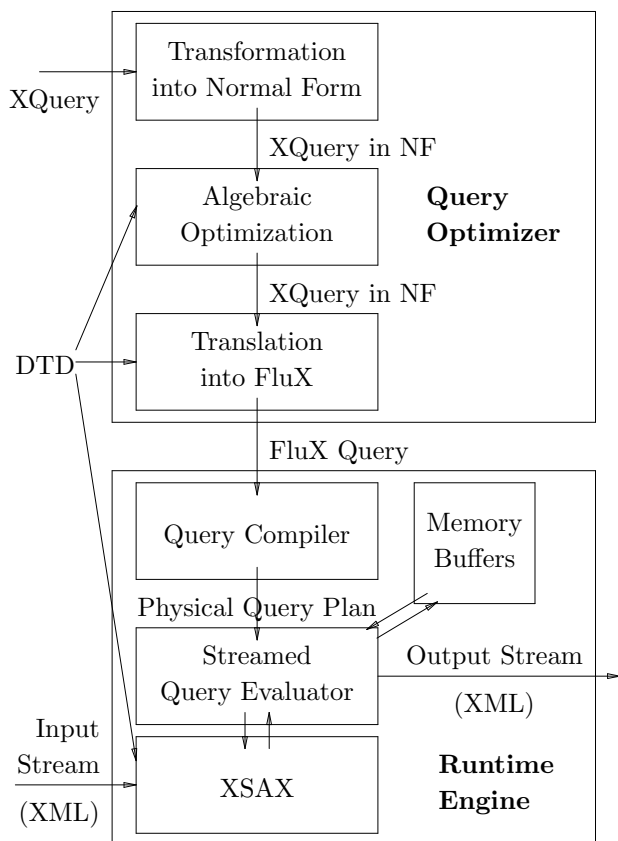 Transformation
into Normal Form
XQuery
XQuery in NF
Algebraic
Optimization
Query
Optimizer
XQuery in NF
DTD
Translation
into FluX
FluX Query
Query Compiler
Memory
Buffers
Physical Query Plan
Streamed
Query Evaluator
Output Stream
(XML)
Input
Stream
(XML)
XSAX
Runtime
Engine